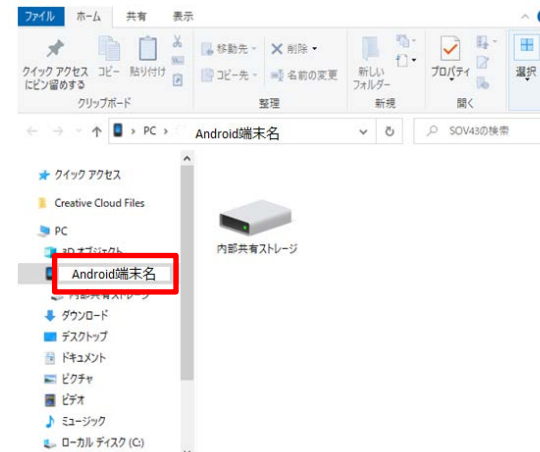 ファイル ホーム 共有 表示
クイック アクセス
にピン留めする
コピー
貼り付け
クリップボード
移動先
コピー先
削除
名前の変更
整理
新しい
フォルダー
新規
プロパティ
開く
選択
PC
Android端末名
SOV43の検索
クイック アクセス
Creative Cloud Files
PC
3D オブジェクト
Android端末名
内部共有ストレージ
ダウンロード
デスクトップ
ドキュメント
ピクチャ
ビデオ
ミュージック
ローカル ディスク (C:)
内部共有ストレージ